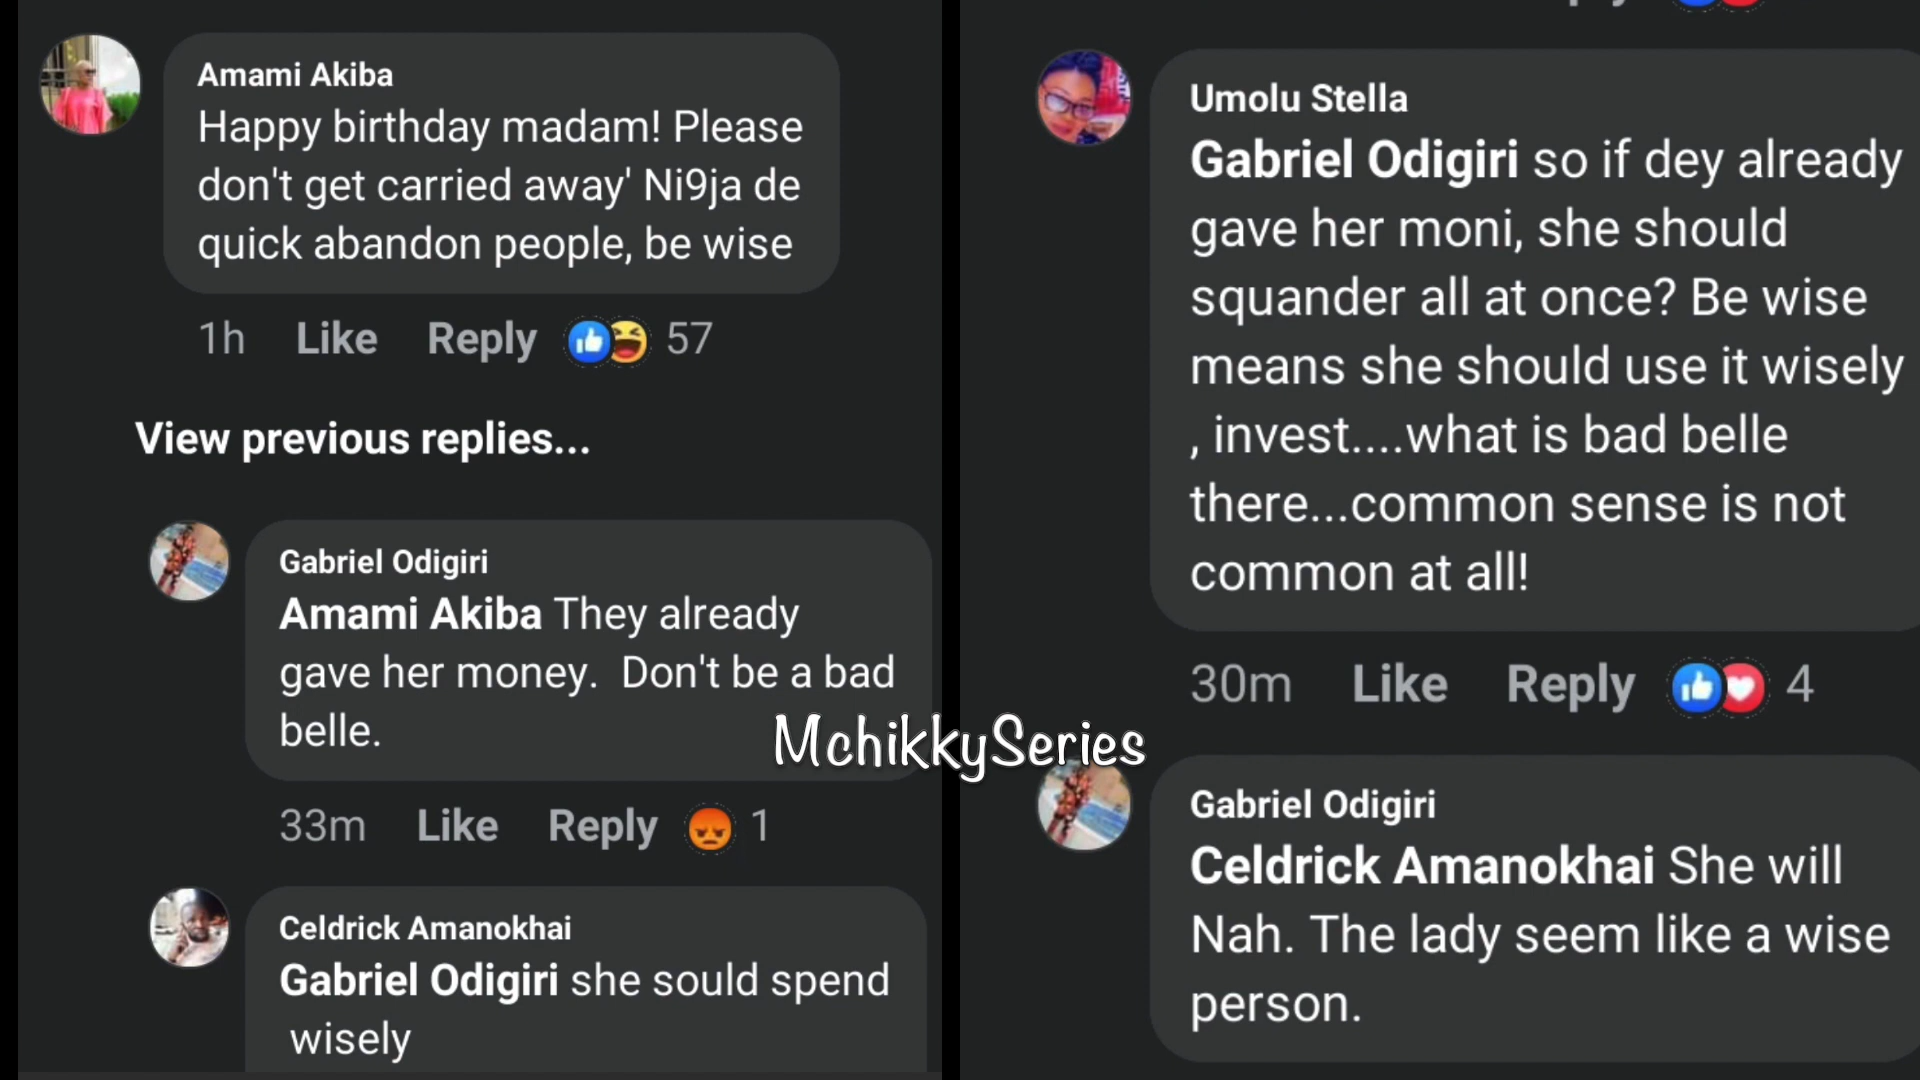 Amami Akiba
Happy birthday madam! Please
don't get carried away' Ni9ja de
quick abandon people, be wise
1h Like Reply 57
View previous replies...
Gabriel Odigiri
Amami Akiba They already
gave her money. Don't be a bad
belle.
33m Like Reply 1
Celdrick Amanokhai
Gabriel Odigiri she sould spend
wisely
MchikkySeries
Umolu Stella
Gabriel Odigiri so if dey already
gave her moni, she should
squander all at once? Be wise
means she should use it wisely
, invest....what is bad belle
there...common sense is not
common at all!
30m Like Reply 4
Gabriel Odigiri
Celdrick Amanokhai She will
Nah. The lady seem like a wise
person.